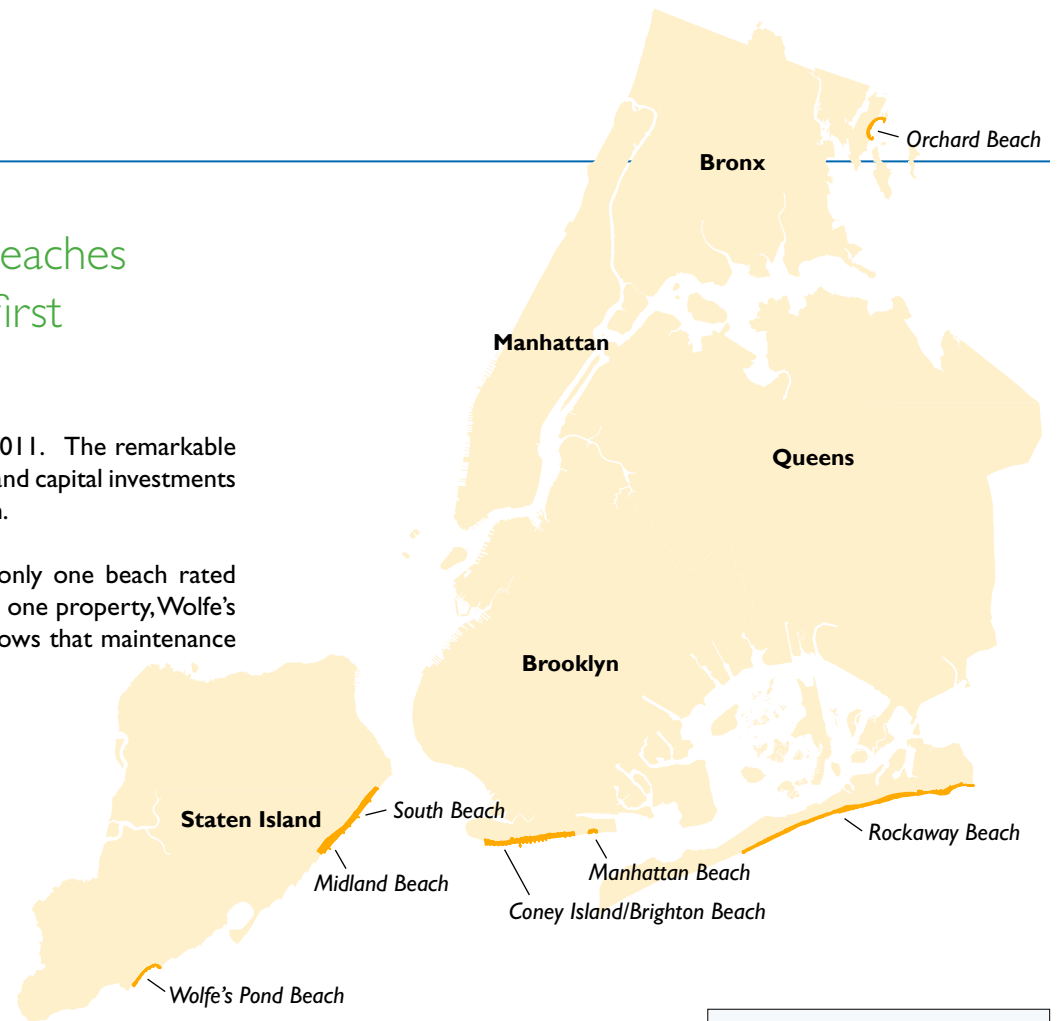 eaches
first
011. The remarkable
and capital investments
only one beach rated
one property, Wolfe's
ows that maintenance
Bronx
Orchard Beach
Manhattan
Queens
Brooklyn
Staten Island
South Beach
Midland Beach
Manhattan Beach
Coney Island/Brighton Beach
Rockaway Beach
Wolfe's Pond Beach